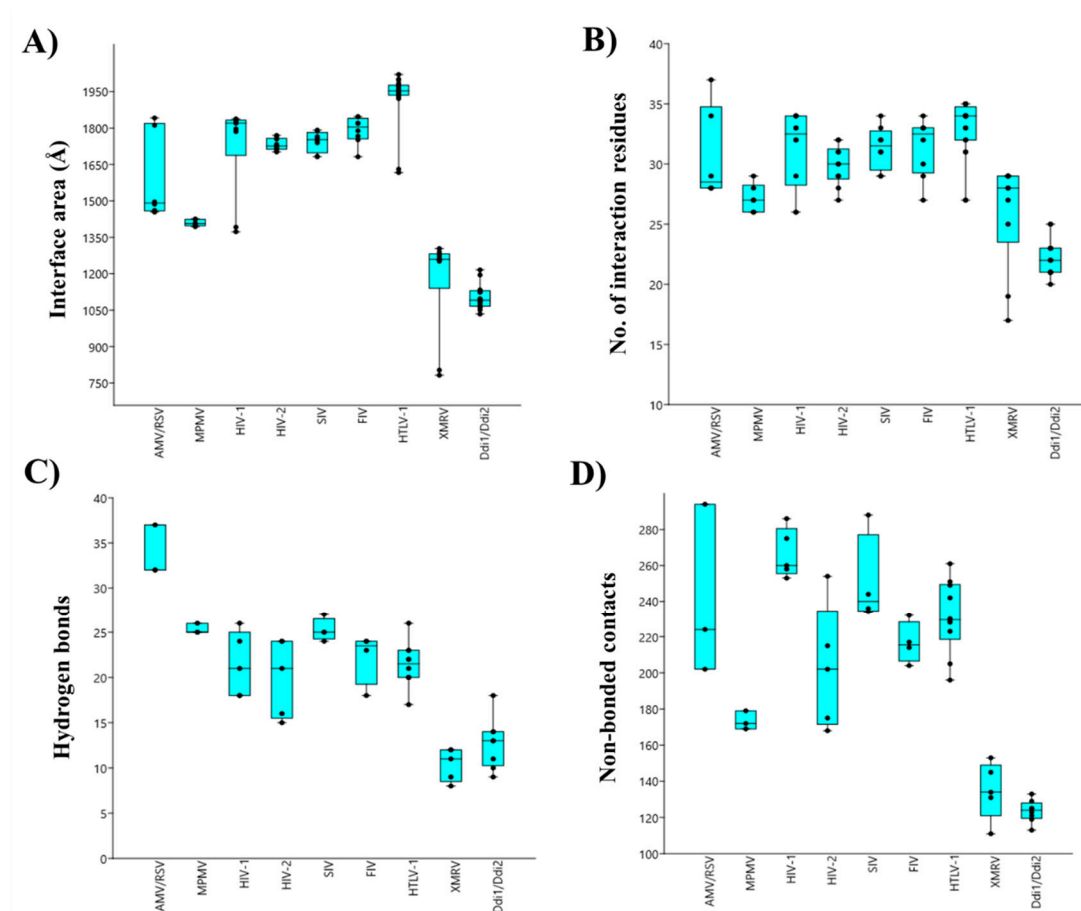 A)
Interface area (Å)
1950
1800
1650
1500
1350
1200
1050
900
750
AMV/RSV
MPMV
HIV-1
HIV-2
SIV
FIV
HTLV-1
XMRV
Ddi1/Ddi2
B)
No. of interaction residues
40
35
30
25
20
15
10
AMV/RSV
MPMV
HIV-1
HIV-2
SIV
FIV
HTLV-1
XMRV
Ddi1/Ddi2
C)
Hydrogen bonds
40
35
30
25
20
15
10
5
0
AMV/RSV
MPMV
HIV-1
HIV-2
SIV
FIV
HTLV-1
XMRV
Ddi1/Ddi2
D)
Non-bonded contacts
280
260
240
220
200
180
160
140
120
100
AMV/RSV
MPMV
HIV-1
HIV-2
SIV
FIV
HTLV-1
XMRV
Ddi1/Ddi2